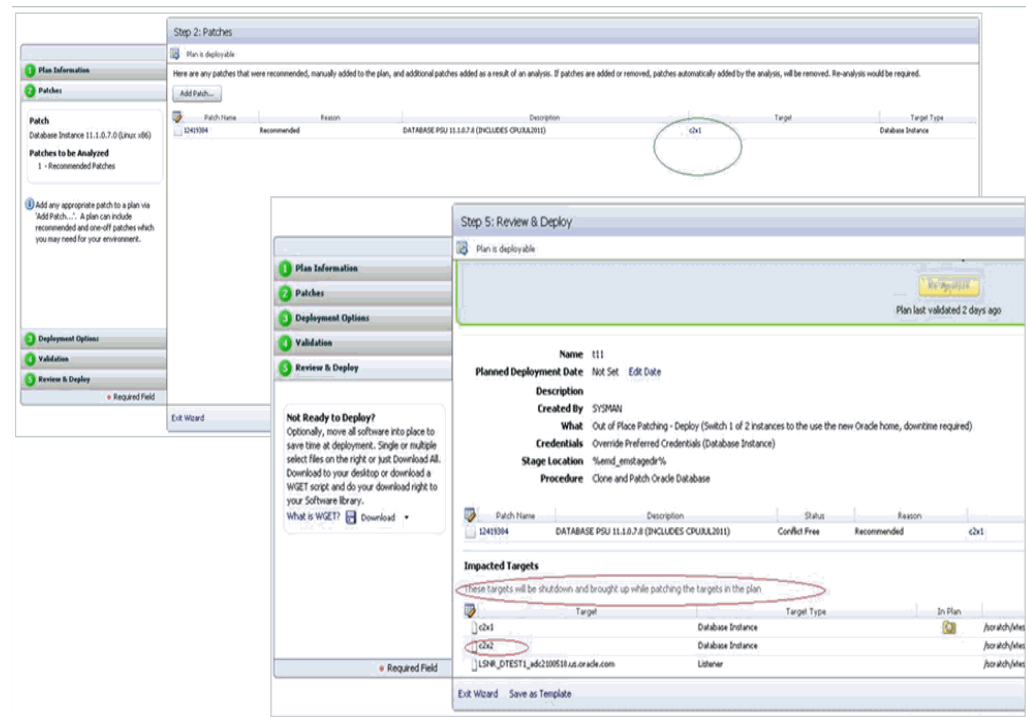 Step 2: Patches
Plan is deployable
1 Plan Information
2 Patches
Patch
Database Instance 11.1.0.7.0 (Linux x86)
Patches to be Analyzed
1 - Recommended Patches
Add any appropriate patch to a plan via
'Add Patch...'. A plan can include
recommended and one-off patches which
you may need for your environment.
3 Deployment Options
4 Validation
5 Review & Deploy
* Required Field
Here are any patches that were recommended, manually added to the plan, and additional patches added as a result of an analysis. If patches are added or removed, patches automatically added by the analysis, will be removed. Re-analysis would be required.
Add Patch...
Patch Name Reason Description Target Target Type
12419384 Recommended DATABASE PSU 11.1.0.7.8 (INCLUDES CPUJUL2011) c2x1 Database Instance
Exit Wizard
Step 5: Review & Deploy
Plan is deployable
1 Plan Information
2 Patches
3 Deployment Options
4 Validation
5 Review & Deploy
Not Ready to Deploy?
Optionally, move all software into place to
save time at deployment. Single or multiple
select files on the right or just Download All.
Download to your desktop or download a
WGET script and do your download right to
your Software library.
What is WGET? Download
* Required Field
Re-Analyze
Plan last validated 2 days ago
Name t11
Planned Deployment Date Not Set Edit Date
Description
Created By SYSMAN
What Out of Place Patching - Deploy (Switch 1 of 2 instances to the use the new Oracle home, downtime required)
Credentials Override Preferred Credentials (Database Instance)
Stage Location %emd_emstagedir%
Procedure Clone and Patch Oracle Database
Patch Name Description Status Reason
12419384 DATABASE PSU 11.1.0.7.8 (INCLUDES CPUJUL2011) Conflict Free Recommended c2x1
Impacted Targets
These targets will be shutdown and brought up while patching the targets in the plan
Target Target Type In Plan
c2x1 Database Instance
c2x2 Database Instance
LSNR_DTEST1_adc2100518.us.oracle.com Listener
Exit Wizard Save as Template